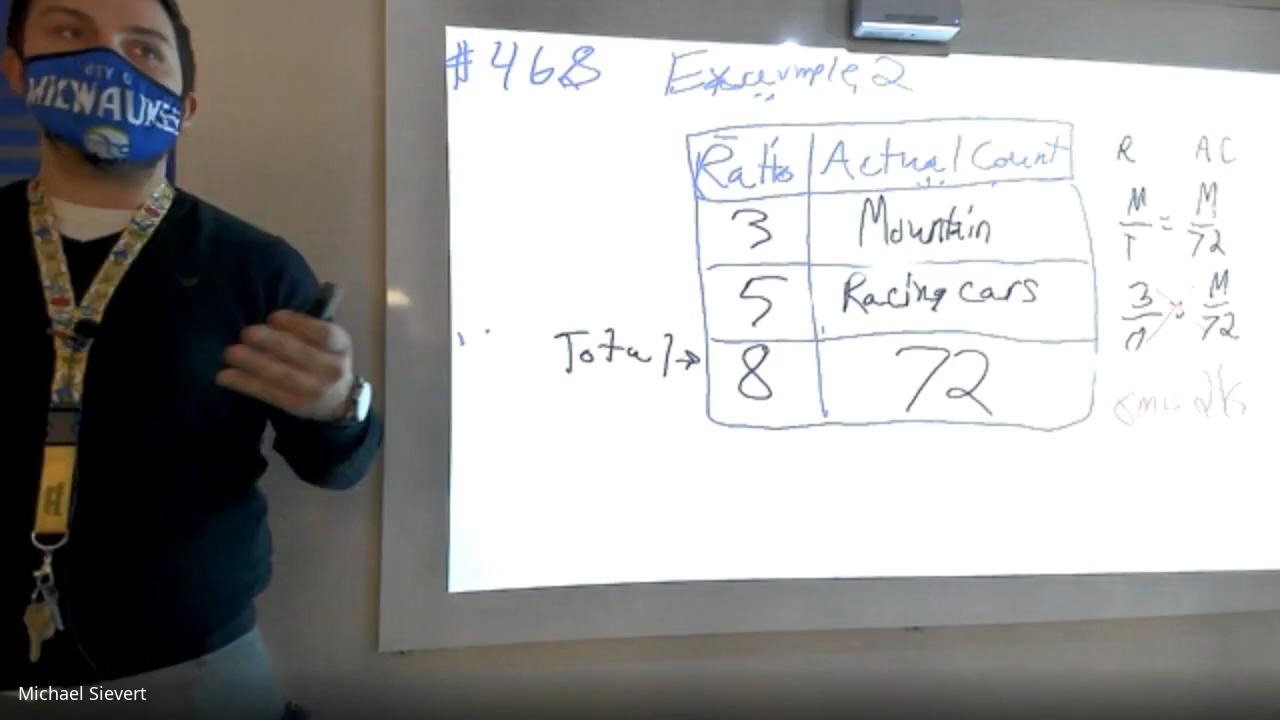 CITY OF
MILWAUKEE
#468 Example 2
Ratio Actual Count
3 Mountain
5 Racing cars
Total → 8 72
R AC
M/T = M/72
3/8 = M/72
Michael Sievert